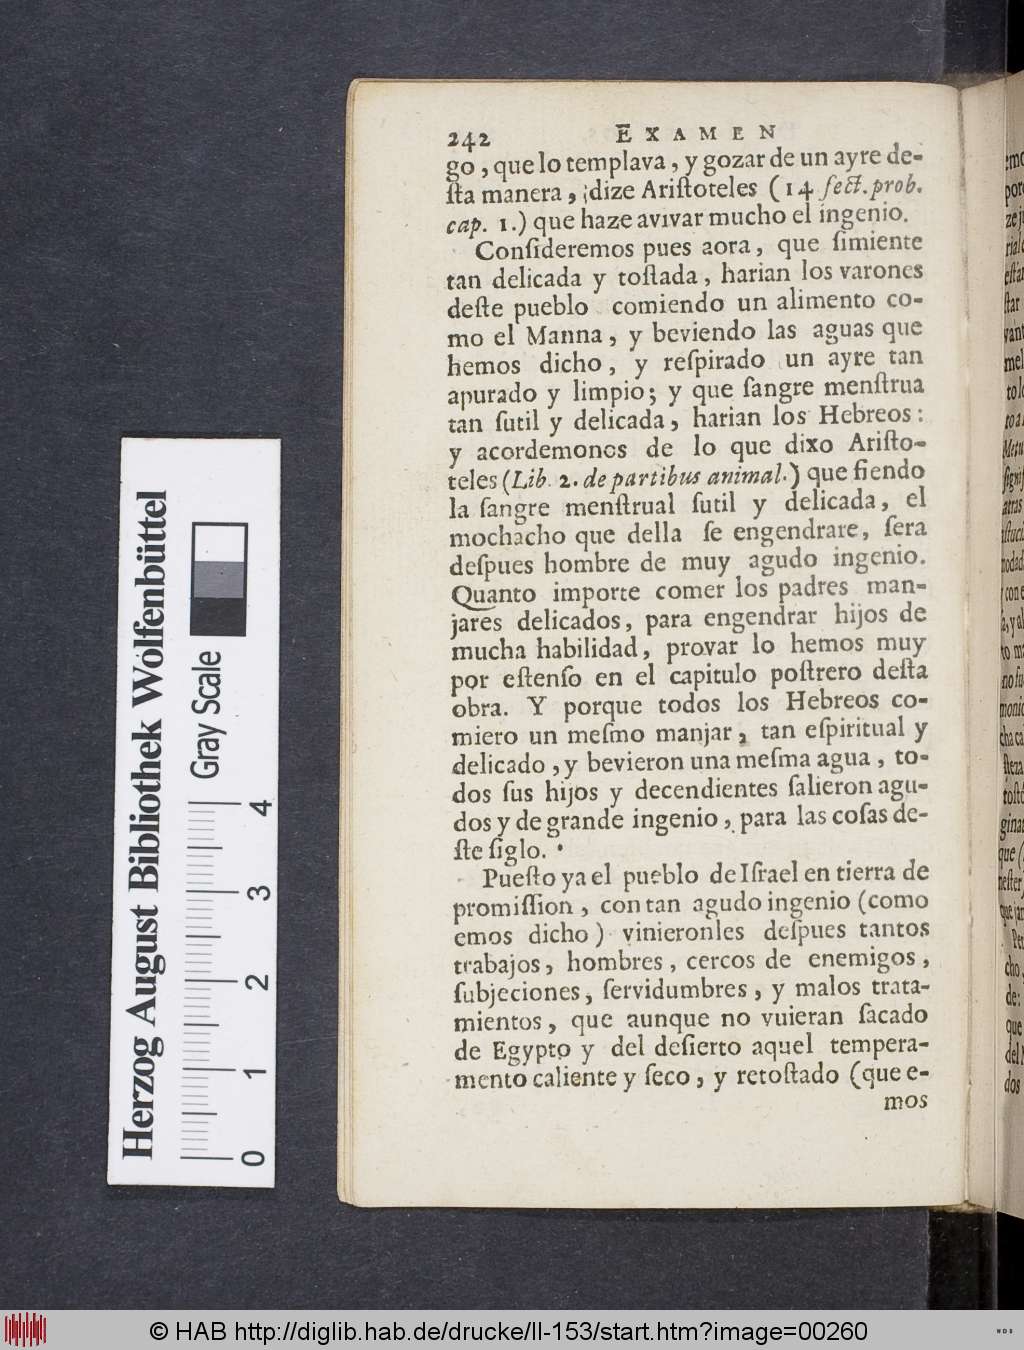 242 EXAMEN
go, que lo templava, y gozar de un ayre de-
ſta manera, dize Ariſtoteles (14 ſect. prob.
cap. 1.) que haze avivar mucho el ingenio.
Conſideremos pues aora, que ſimiente
tan delicada y toſtada, harian los varones
deſte pueblo comiendo un alimento co-
mo el Manna, y beviendo las aguas que
hemos dicho, y reſpirado un ayre tan
apurado y limpio; y que ſangre menſtrua
tan ſutil y delicada, harian los Hebreos:
y acordemonos de lo que dixo Ariſto-
teles (Lib. 2. de partibus animal.) que ſiendo
la ſangre menſtrual ſutil y delicada, el
mochacho que della ſe engendrare, ſera
deſpues hombre de muy agudo ingenio.
Quanto importe comer los padres man-
jares delicados, para engendrar hijos de
mucha habilidad, provar lo hemos muy
por eſtenſo en el capitulo poſtrero deſta
obra. Y porque todos los Hebreos co-
miero un meſmo manjar, tan eſpiritual y
delicado, y bevieron una meſma agua, to-
dos ſus hijos y decendientes ſalieron agu-
dos y de grande ingenio, para las coſas de-
ſte ſiglo.
Pueſto ya el pueblo de Iſrael en tierra de
promiſſion, con tan agudo ingenio (como
emos dicho) vinieronles deſpues tantos
trabajos, hombres, cercos de enemigos,
ſubjeciones, ſervidumbres, y malos trata-
mientos, que aunque no vuieran ſacado
de Egypto y del deſierto aquel tempera-
mento caliente y ſeco, y retoſtado (que e-
mos
Herzog August Bibliothek Wolfenbüttel
Gray Scale
0 1 2 3 4
© HAB http://diglib.hab.de/drucke/ll-153/start.htm?image=00260